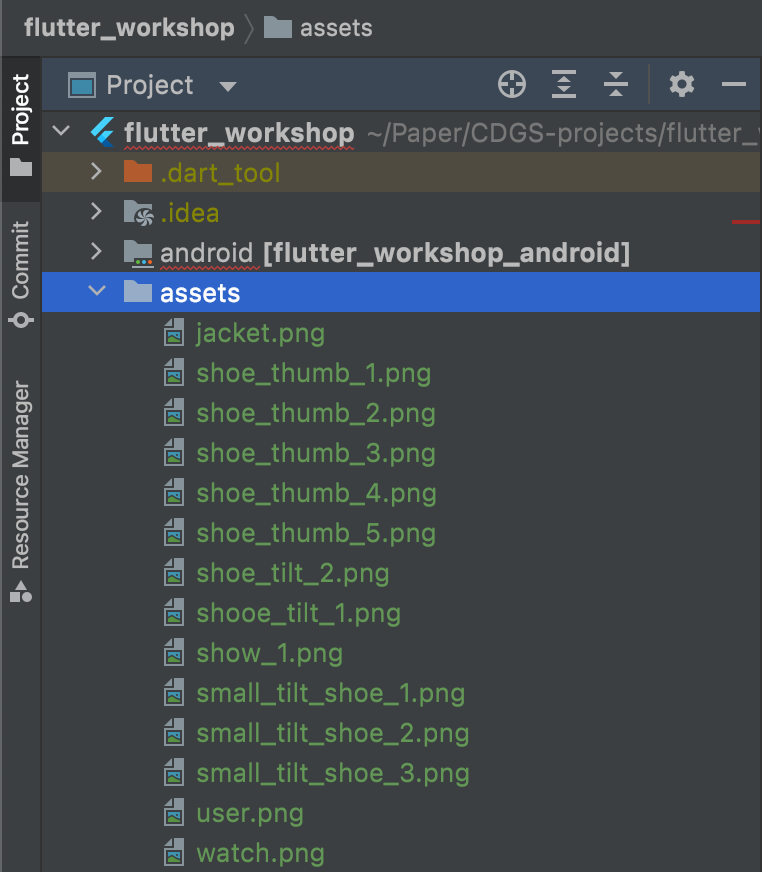 flutter_workshop assets
Project
Project
Commit
Resource Manager
flutter_workshop ~/Paper/CDGS-projects/flutter_
.dart_tool
.idea
android [flutter_workshop_android]
assets
jacket.png
shoe_thumb_1.png
shoe_thumb_2.png
shoe_thumb_3.png
shoe_thumb_4.png
shoe_thumb_5.png
shoe_tilt_2.png
shooe_tilt_1.png
show_1.png
small_tilt_shoe_1.png
small_tilt_shoe_2.png
small_tilt_shoe_3.png
user.png
watch.png